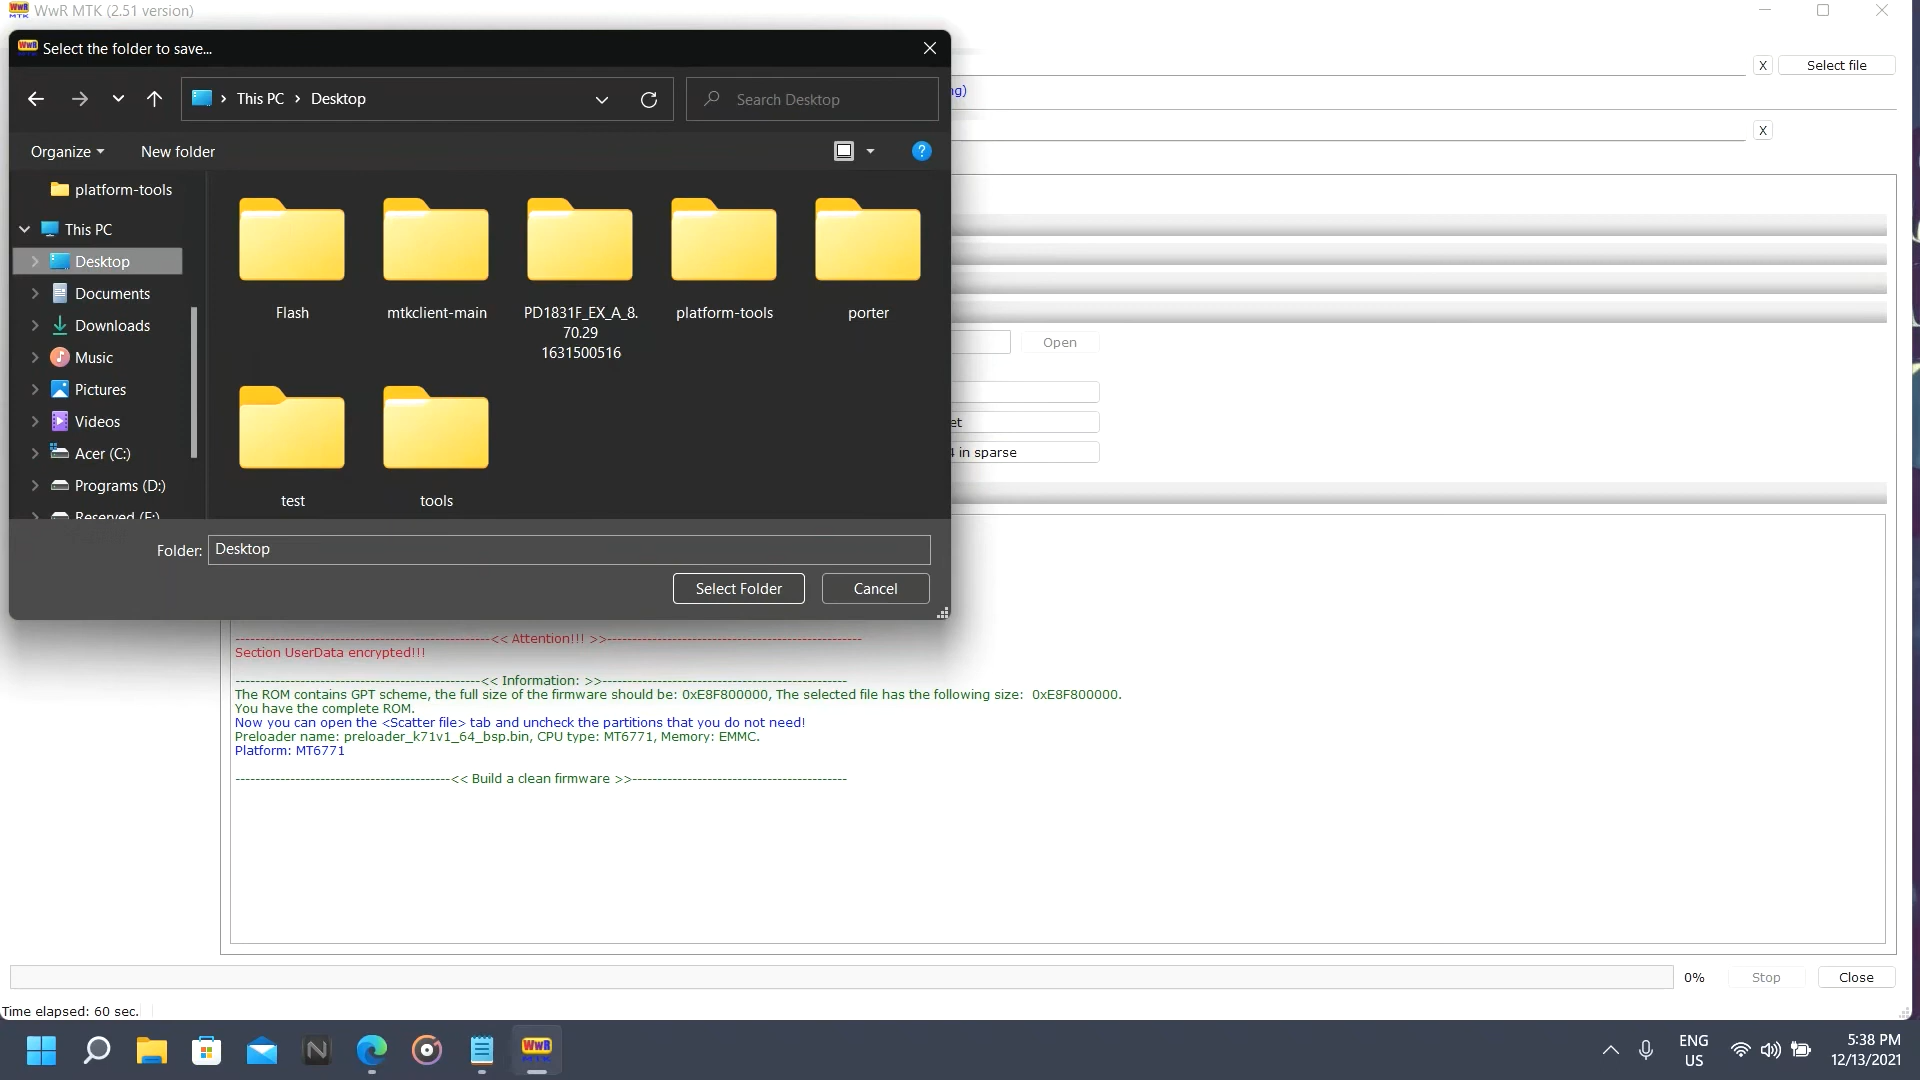 WwR MTK (2.51 version)
Select the folder to save...
This PC > Desktop
Search Desktop
X
Select file
ng)
X
Organize
New folder
platform-tools
This PC
Desktop
Documents
Downloads
Music
Pictures
Videos
Acer (C:)
Programs (D:)
Reserved (E:)
Flash
mtkclient-main
PD1831F_EX_A_8.
70.29
1631500516
platform-tools
porter
test
tools
Open
et
in sparse
Folder:
Desktop
Select Folder
Cancel
<< Attention!!! >>
Section UserData encrypted!!!
<< Information: >>
The ROM contains GPT scheme, the full size of the firmware should be: 0xE8F800000, The selected file has the following size: 0xE8F800000.
You have the complete ROM.
Now you can open the <Scatter file> tab and uncheck the partitions that you do not need!
Preloader name: preloader_k71v1_64_bsp.bin, CPU type: MT6771, Memory: EMMC.
Platform: MT6771
<< Build a clean firmware >>
0%
Stop
Close
Time elapsed: 60 sec.
WwR
MTK
ENG
US
5:38 PM
12/13/2021